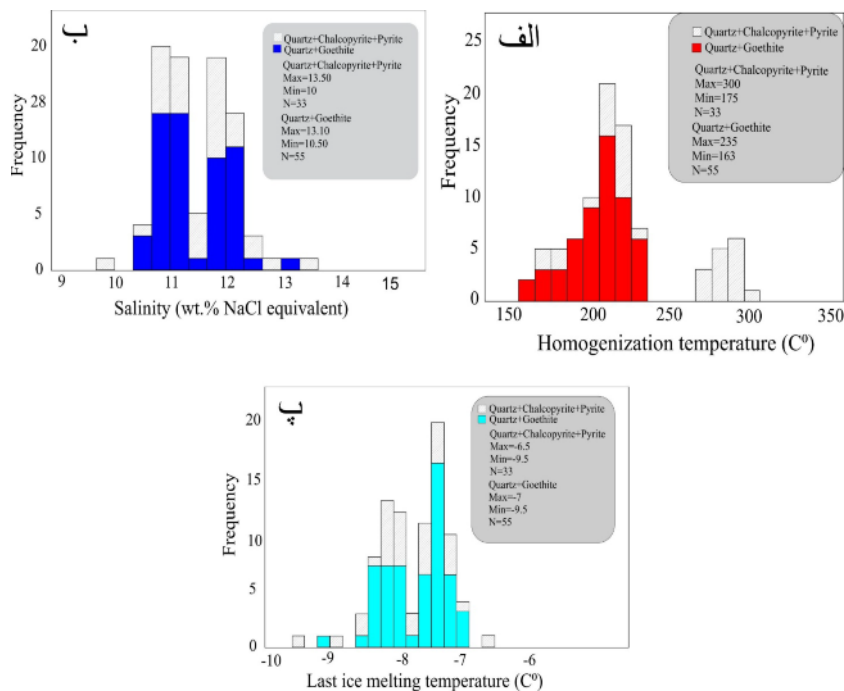 ب
Frequency
20
28
10
5
0
9 10 11 12 13 14 15
Salinity (wt.% NaCl equivalent)
Quartz+Chalcopyrite+Pyrite
Quartz+Goethite
Quartz+Chalcopyrite+Pyrite
Max=13.50
Min=10
N=33
Quartz+Goethite
Max=13.10
Min=10.50
N=55
الف
Frequency
25
20
15
10
5
0
150 200 250 300 350
Homogenization temperature (C⁰)
Quartz+Chalcopyrite+Pyrite
Quartz+Goethite
Quartz+Chalcopyrite+Pyrite
Max=300
Min=175
N=33
Quartz+Goethite
Max=235
Min=163
N=55
پ
Frequency
20
15
10
5
0
-10 -9 -8 -7 -6
Last ice melting temperature (C⁰)
Quartz+Chalcopyrite+Pyrite
Quartz+Goethite
Quartz+Chalcopyrite+Pyrite
Max=-6.5
Min=-9.5
N=33
Quartz+Goethite
Max=-7
Min=-9.5
N=55